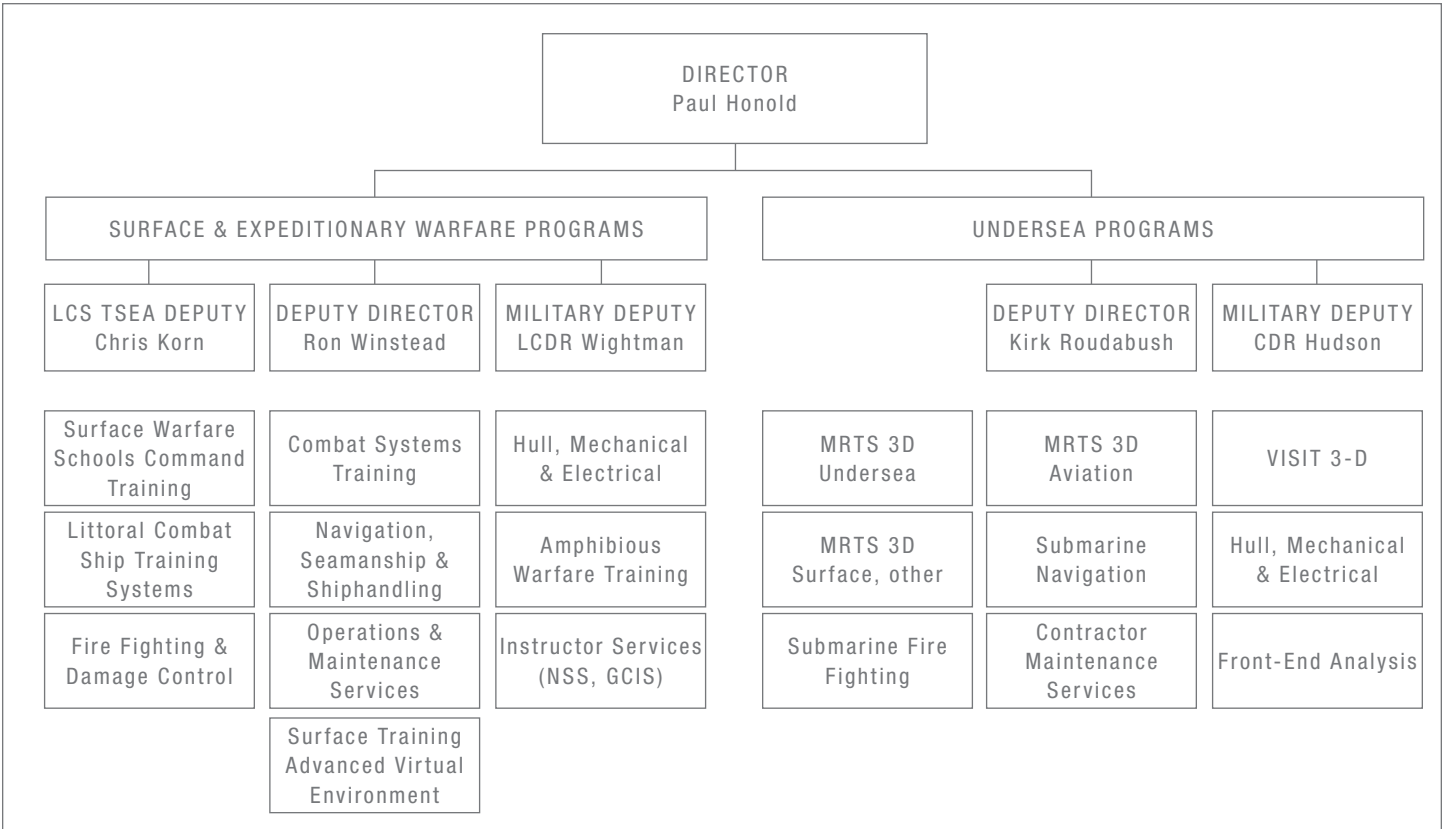 DIRECTOR
Paul Honold
SURFACE & EXPEDITIONARY WARFARE PROGRAMS
UNDERSEA PROGRAMS
LCS TSEA DEPUTY
Chris Korn
DEPUTY DIRECTOR
Ron Winstead
MILITARY DEPUTY
LCDR Wightman
DEPUTY DIRECTOR
Kirk Roudabush
MILITARY DEPUTY
CDR Hudson
Surface Warfare
Schools Command
Training
Combat Systems
Training
Hull, Mechanical
& Electrical
MRTS 3D
Undersea
MRTS 3D
Aviation
VISIT 3-D
Littoral Combat
Ship Training
Systems
Navigation,
Seamanship &
Shiphandling
Amphibious
Warfare Training
MRTS 3D
Surface, other
Submarine
Navigation
Hull, Mechanical
& Electrical
Fire Fighting &
Damage Control
Operations &
Maintenance
Services
Instructor Services
(NSS, GCIS)
Submarine Fire
Fighting
Contractor
Maintenance
Services
Front-End Analysis
Surface Training
Advanced Virtual
Environment